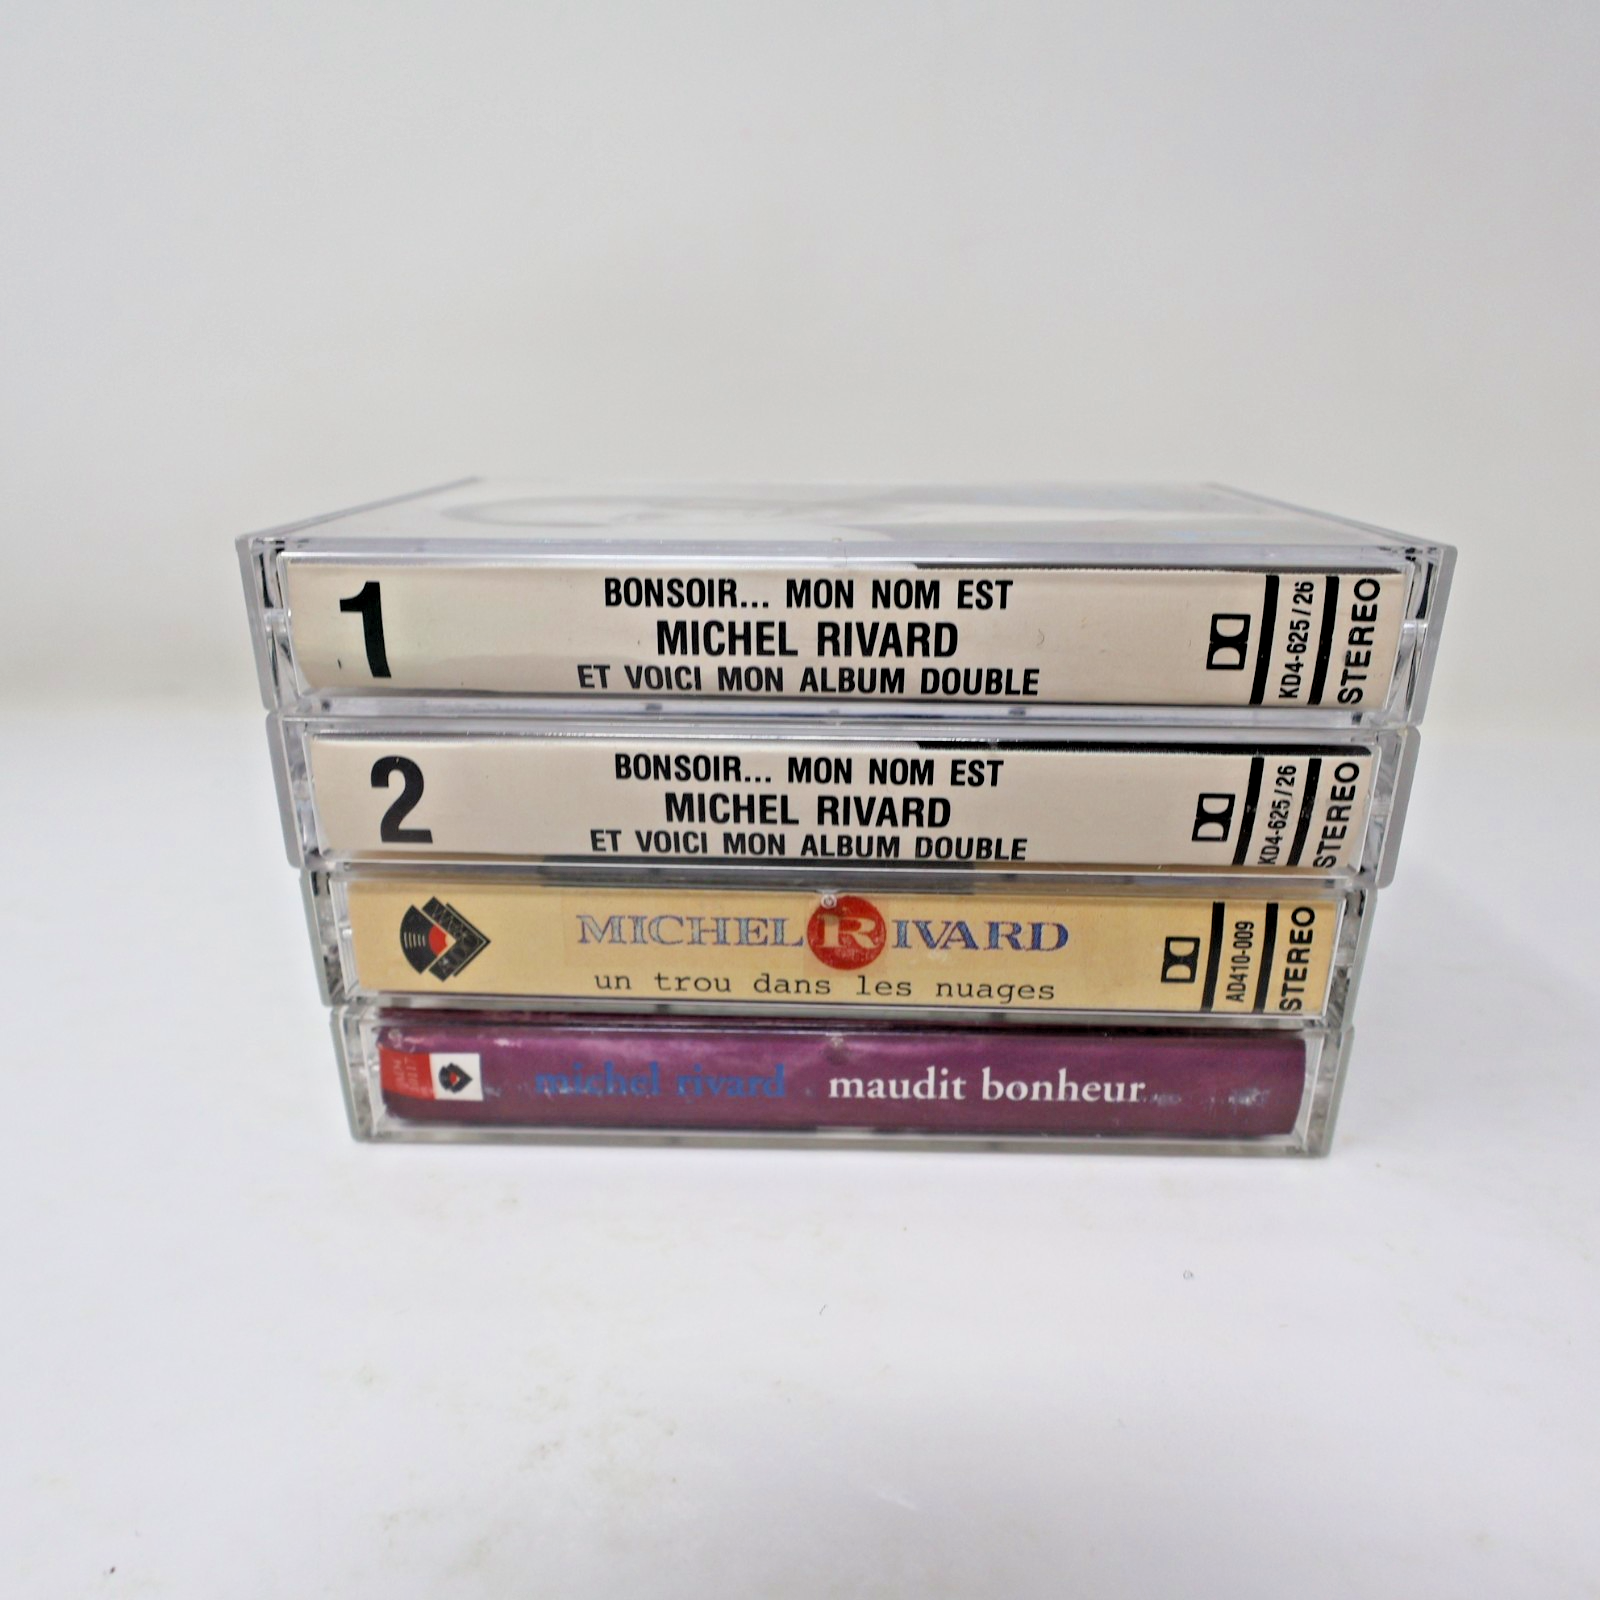 1
BONSOIR... MON NOM EST
MICHEL RIVARD
ET VOICI MON ALBUM DOUBLE
KD4-625/26
STEREO
2
BONSOIR... MON NOM EST
MICHEL RIVARD
ET VOICI MON ALBUM DOUBLE
KD4-625/26
STEREO
MICHEL RIVARD
un trou dans les nuages
AD410-009
STEREO
michel rivard maudit bonheur